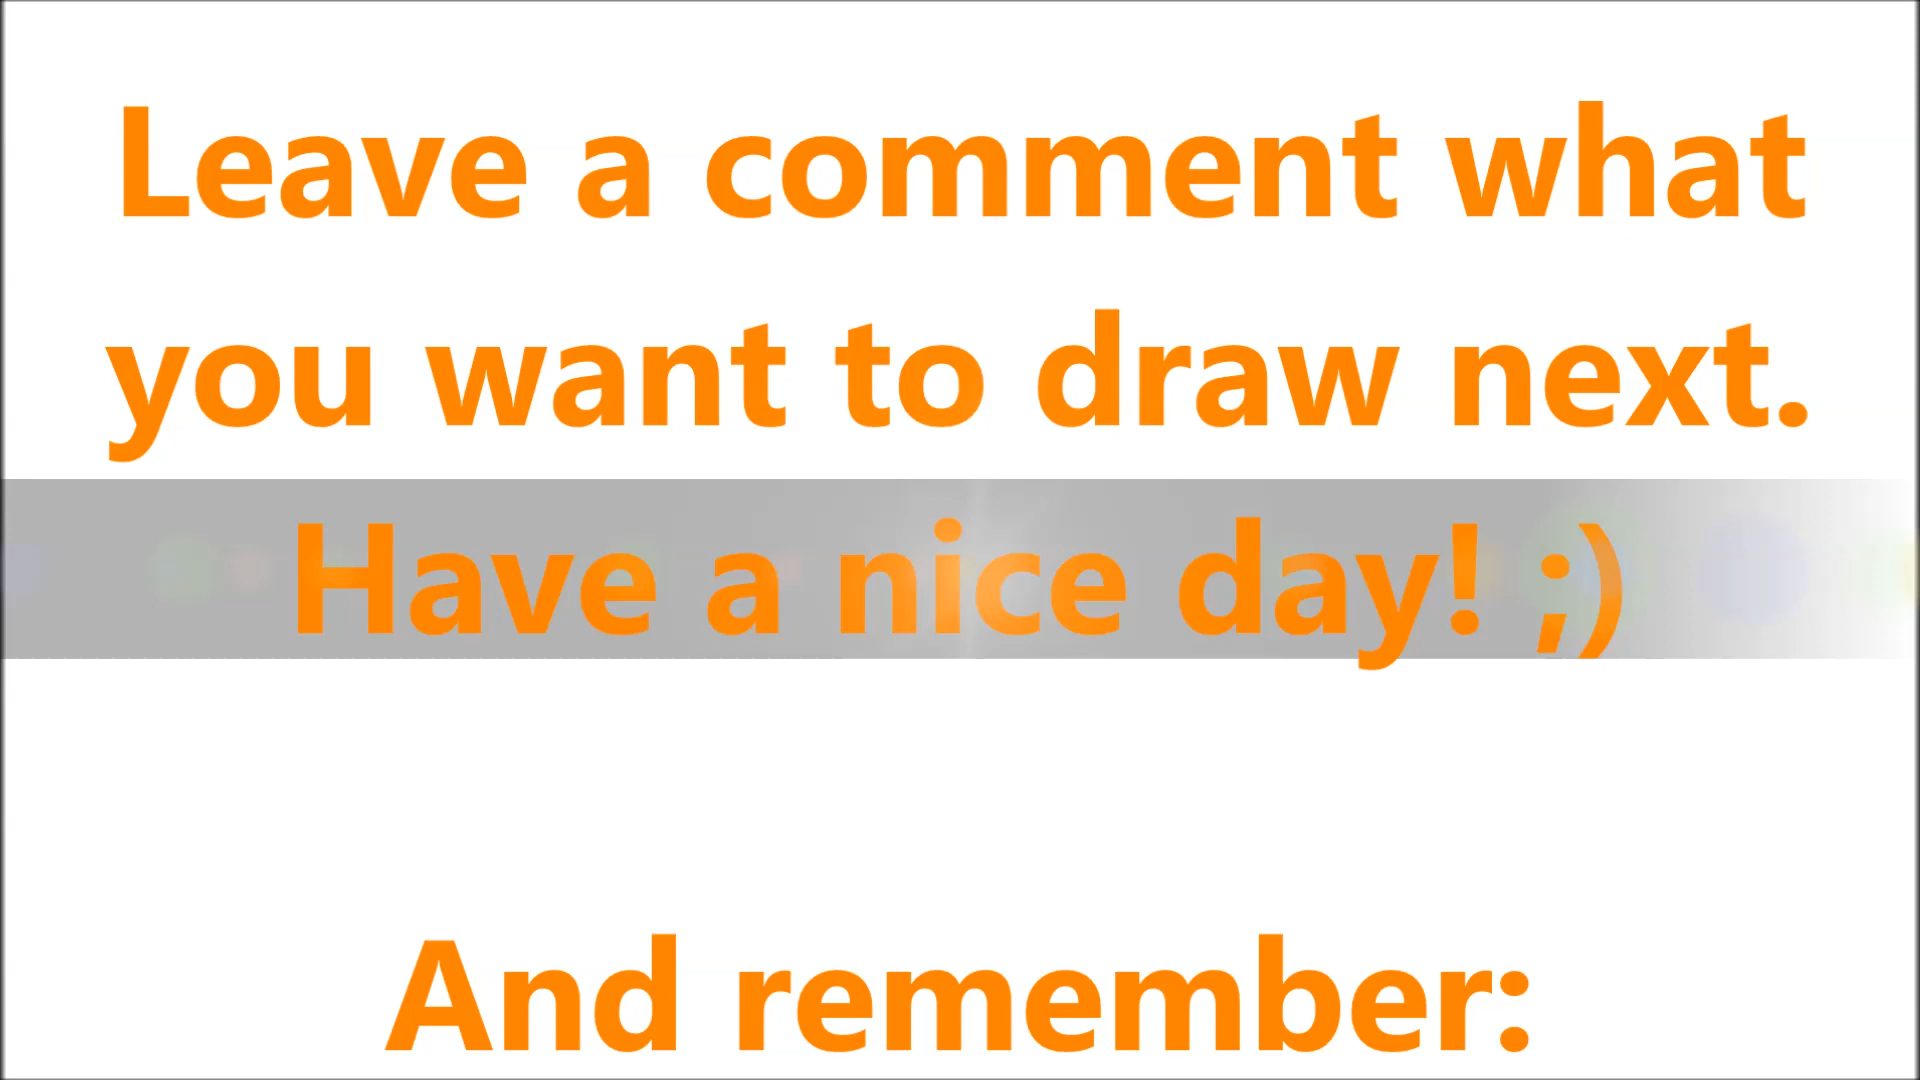 Leave a comment what
you want to draw next.
Have a nice day! ;)
And remember: